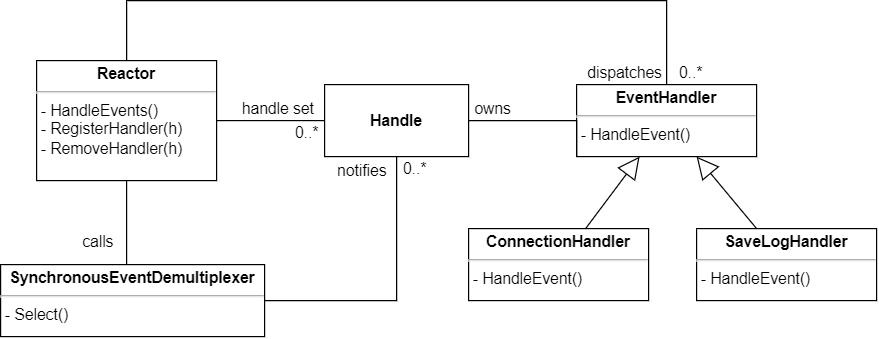 dispatches 0..*
Reactor
- HandleEvents()
- RegisterHandler(h)
- RemoveHandler(h)
handle set
0..*
Handle
owns
EventHandler
- HandleEvent()
notifies 0..*
calls
ConnectionHandler
- HandleEvent()
SaveLogHandler
- HandleEvent()
SynchronousEventDemultiplexer
- Select()